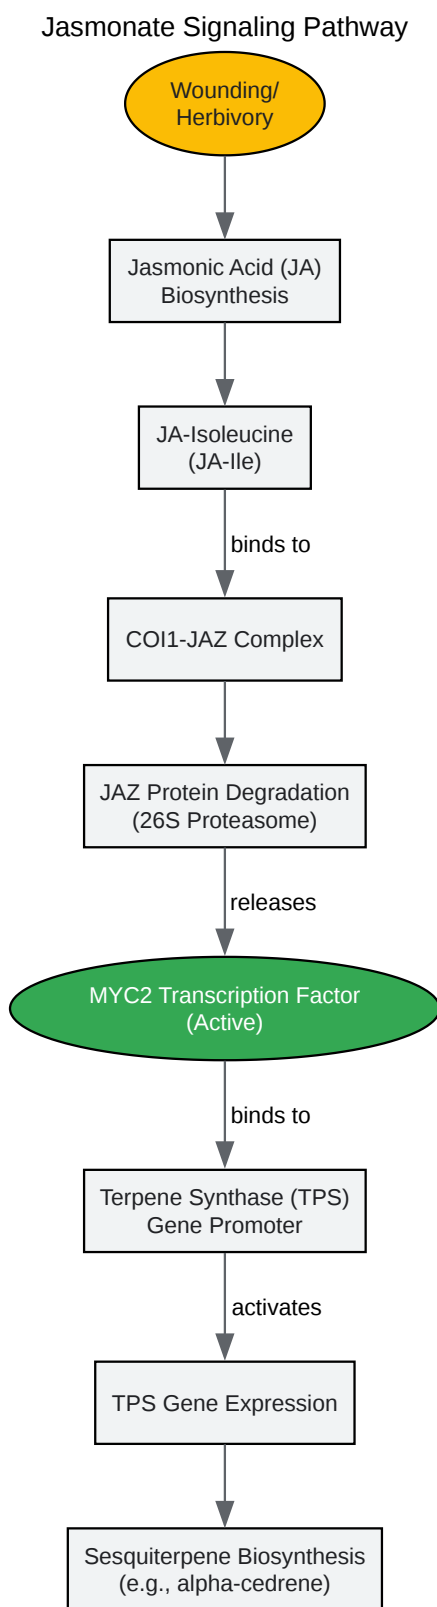 Jasmonate Signaling Pathway
Wounding/
Herbivory
Jasmonic Acid (JA)
Biosynthesis
JA-Isoleucine
(JA-Ile)
binds to
COI1-JAZ Complex
JAZ Protein Degradation
(26S Proteasome)
releases
MYC2 Transcription Factor
(Active)
binds to
Terpene Synthase (TPS)
Gene Promoter
activates
TPS Gene Expression
Sesquiterpene Biosynthesis
(e.g., alpha-cedrene)